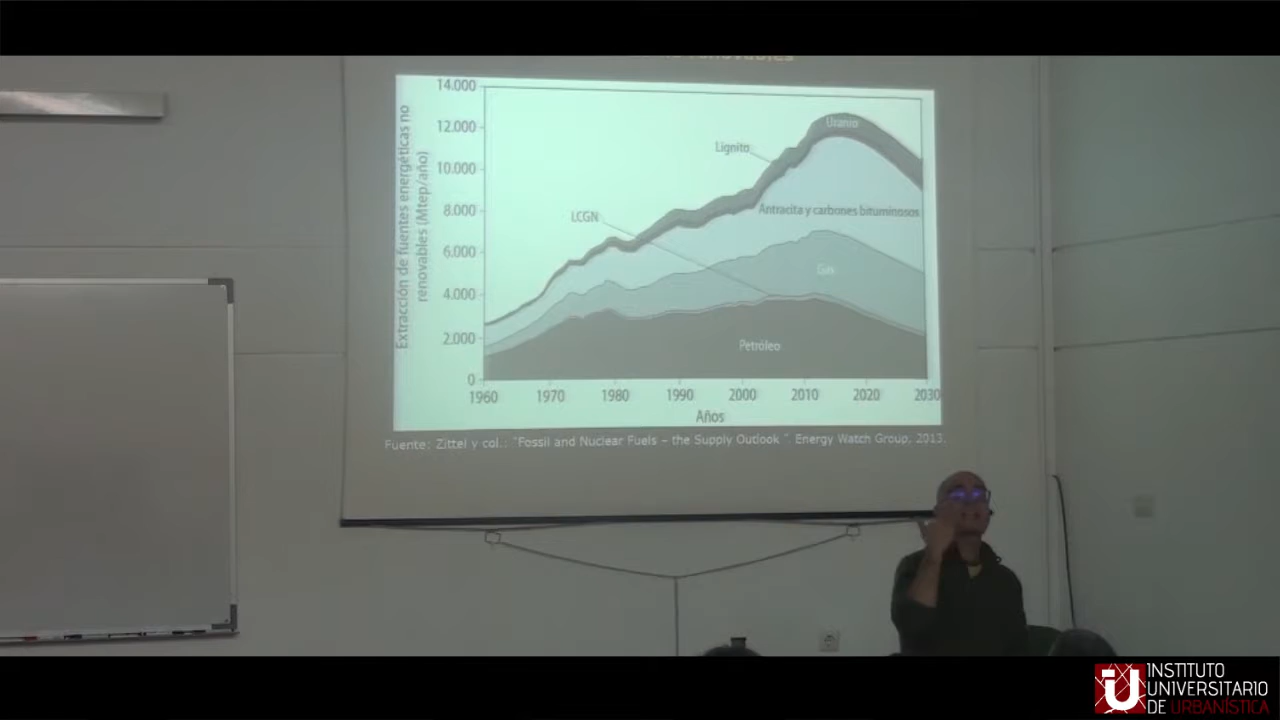 14.000
12.000
10.000
8.000
6.000
4.000
2.000
0
Extracción de fuentes energéticas no
renovables (Mtep/año)
Uranio
Lignito
Antracita y carbones bituminosos
LCGN
Gas
Petróleo
1960 1970 1980 1990 2000 2010 2020 2030
Años
Fuente: Zittel y col.: "Fossil and Nuclear Fuels – the Supply Outlook ". Energy Watch Group, 2013.
INSTITUTO
UNIVERSITARIO
DE URBANÍSTICA